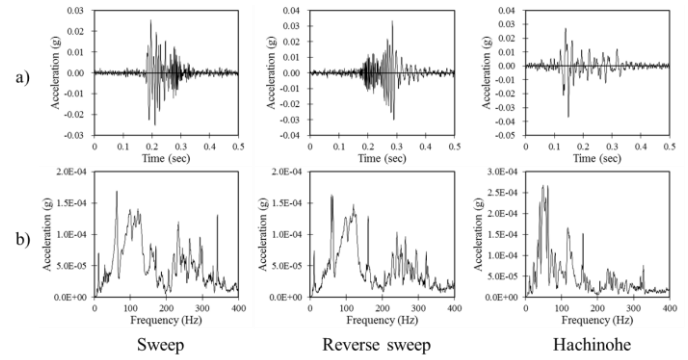 a)
Acceleration (g)
0.03
0.02
0.01
0.00
-0.01
-0.02
-0.03
0 0.1 0.2 0.3 0.4 0.5
Time (sec)
Acceleration (g)
0.04
0.03
0.02
0.01
0.00
-0.01
-0.02
-0.03
-0.04
0 0.1 0.2 0.3 0.4 0.5
Time (sec)
Acceleration (g)
0.04
0.03
0.02
0.01
0.00
-0.01
-0.02
-0.03
-0.04
-0.05
0 0.1 0.2 0.3 0.4 0.5
Time (sec)
b)
Acceleration (g)
2.0E-04
1.5E-04
1.0E-04
5.0E-05
0.0E+00
0 100 200 300 400
Frequency (Hz)
Acceleration (g)
2.0E-04
1.5E-04
1.0E-04
5.0E-05
0.0E+00
0 100 200 300 400
Frequency (Hz)
Acceleration (g)
3.0E-04
2.5E-04
2.0E-04
1.5E-04
1.0E-04
5.0E-05
0.0E+00
0 100 200 300 400
Frequency (Hz)
Sweep Reverse sweep Hachinohe